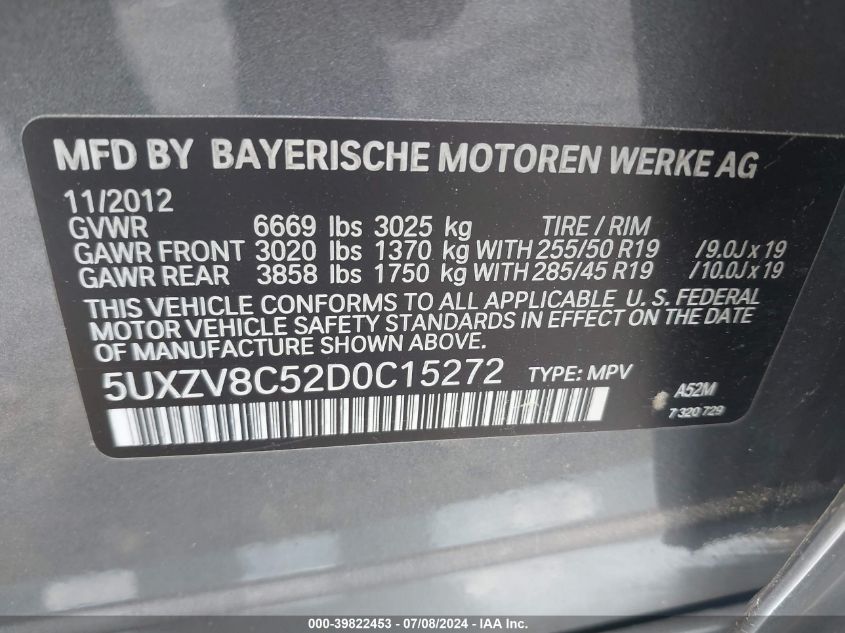 MFD BY BAYERISCHE MOTOREN WERKE AG
11/2012
GVWR 6669 lbs 3025 kg TIRE / RIM
GAWR FRONT 3020 lbs 1370 kg WITH 255/50 R19 /9.0J x 19
GAWR REAR 3858 lbs 1750 kg WITH 285/45 R19 /10.0J x 19
THIS VEHICLE CONFORMS TO ALL APPLICABLE U. S. FEDERAL
MOTOR VEHICLE SAFETY STANDARDS IN EFFECT ON THE DATE
OF MANUFACTURE SHOWN ABOVE.
5UXZV8C52D0C15272 TYPE: MPV A52M
7 320 729
000-39822453 - 07/08/2024 - IAA Inc.